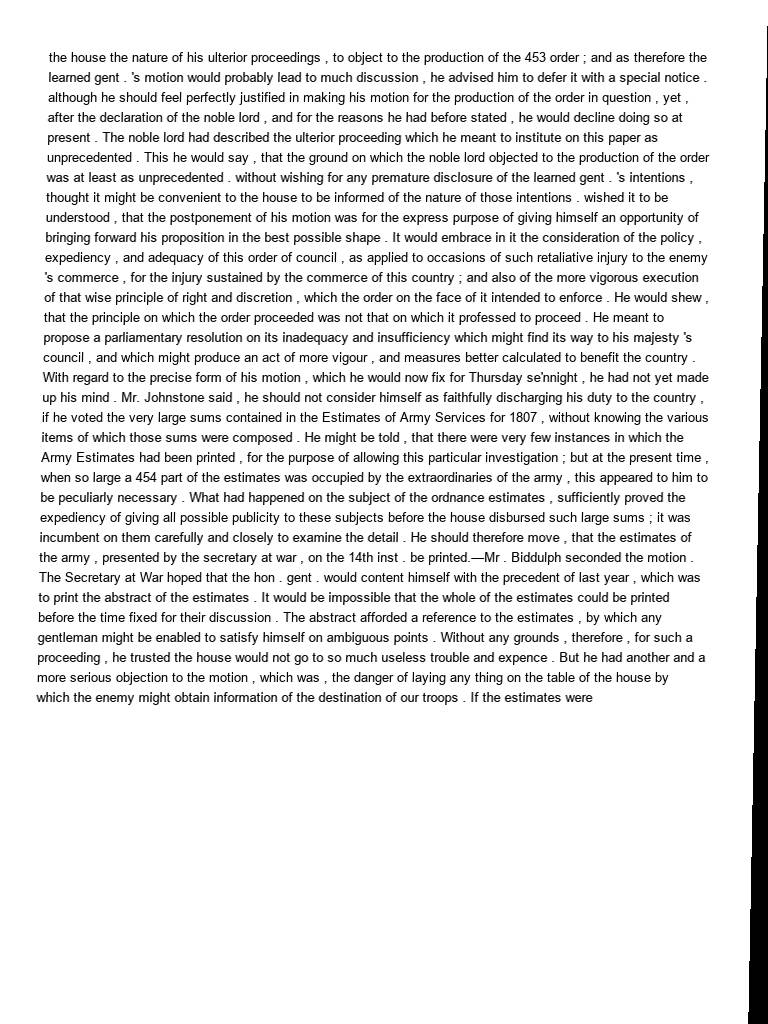 the house the nature of his ulterior proceedings , to object to the production of the 453 order ; and as therefore the
learned gent . 's motion would probably lead to much discussion , he advised him to defer it with a special notice .
although he should feel perfectly justified in making his motion for the production of the order in question , yet ,
after the declaration of the noble lord , and for the reasons he had before stated , he would decline doing so at
present . The noble lord had described the ulterior proceeding which he meant to institute on this paper as
unprecedented . This he would say , that the ground on which the noble lord objected to the production of the order
was at least as unprecedented . without wishing for any premature disclosure of the learned gent . 's intentions ,
thought it might be convenient to the house to be informed of the nature of those intentions . wished it to be
understood , that the postponement of his motion was for the express purpose of giving himself an opportunity of
bringing forward his proposition in the best possible shape . It would embrace in it the consideration of the policy ,
expediency , and adequacy of this order of council , as applied to occasions of such retaliative injury to the enemy
's commerce , for the injury sustained by the commerce of this country ; and also of the more vigorous execution
of that wise principle of right and discretion , which the order on the face of it intended to enforce . He would shew ,
that the principle on which the order proceeded was not that on which it professed to proceed . He meant to
propose a parliamentary resolution on its inadequacy and insufficiency which might find its way to his majesty 's
council , and which might produce an act of more vigour , and measures better calculated to benefit the country .
With regard to the precise form of his motion , which he would now fix for Thursday se'nnight , he had not yet made
up his mind . Mr. Johnstone said , he should not consider himself as faithfully discharging his duty to the country ,
if he voted the very large sums contained in the Estimates of Army Services for 1807 , without knowing the various
items of which those sums were composed . He might be told , that there were very few instances in which the
Army Estimates had been printed , for the purpose of allowing this particular investigation ; but at the present time ,
when so large a 454 part of the estimates was occupied by the extraordinaries of the army , this appeared to him to
be peculiarly necessary . What had happened on the subject of the ordnance estimates , sufficiently proved the
expediency of giving all possible publicity to these subjects before the house disbursed such large sums ; it was
incumbent on them carefully and closely to examine the detail . He should therefore move , that the estimates of
the army , presented by the secretary at war , on the 14th inst . be printed.—Mr . Biddulph seconded the motion .
The Secretary at War hoped that the hon . gent . would content himself with the precedent of last year , which was
to print the abstract of the estimates . It would be impossible that the whole of the estimates could be printed
before the time fixed for their discussion . The abstract afforded a reference to the estimates , by which any
gentleman might be enabled to satisfy himself on ambiguous points . Without any grounds , therefore , for such a
proceeding , he trusted the house would not go to so much useless trouble and expence . But he had another and a
more serious objection to the motion , which was , the danger of laying any thing on the table of the house by
which the enemy might obtain information of the destination of our troops . If the estimates were